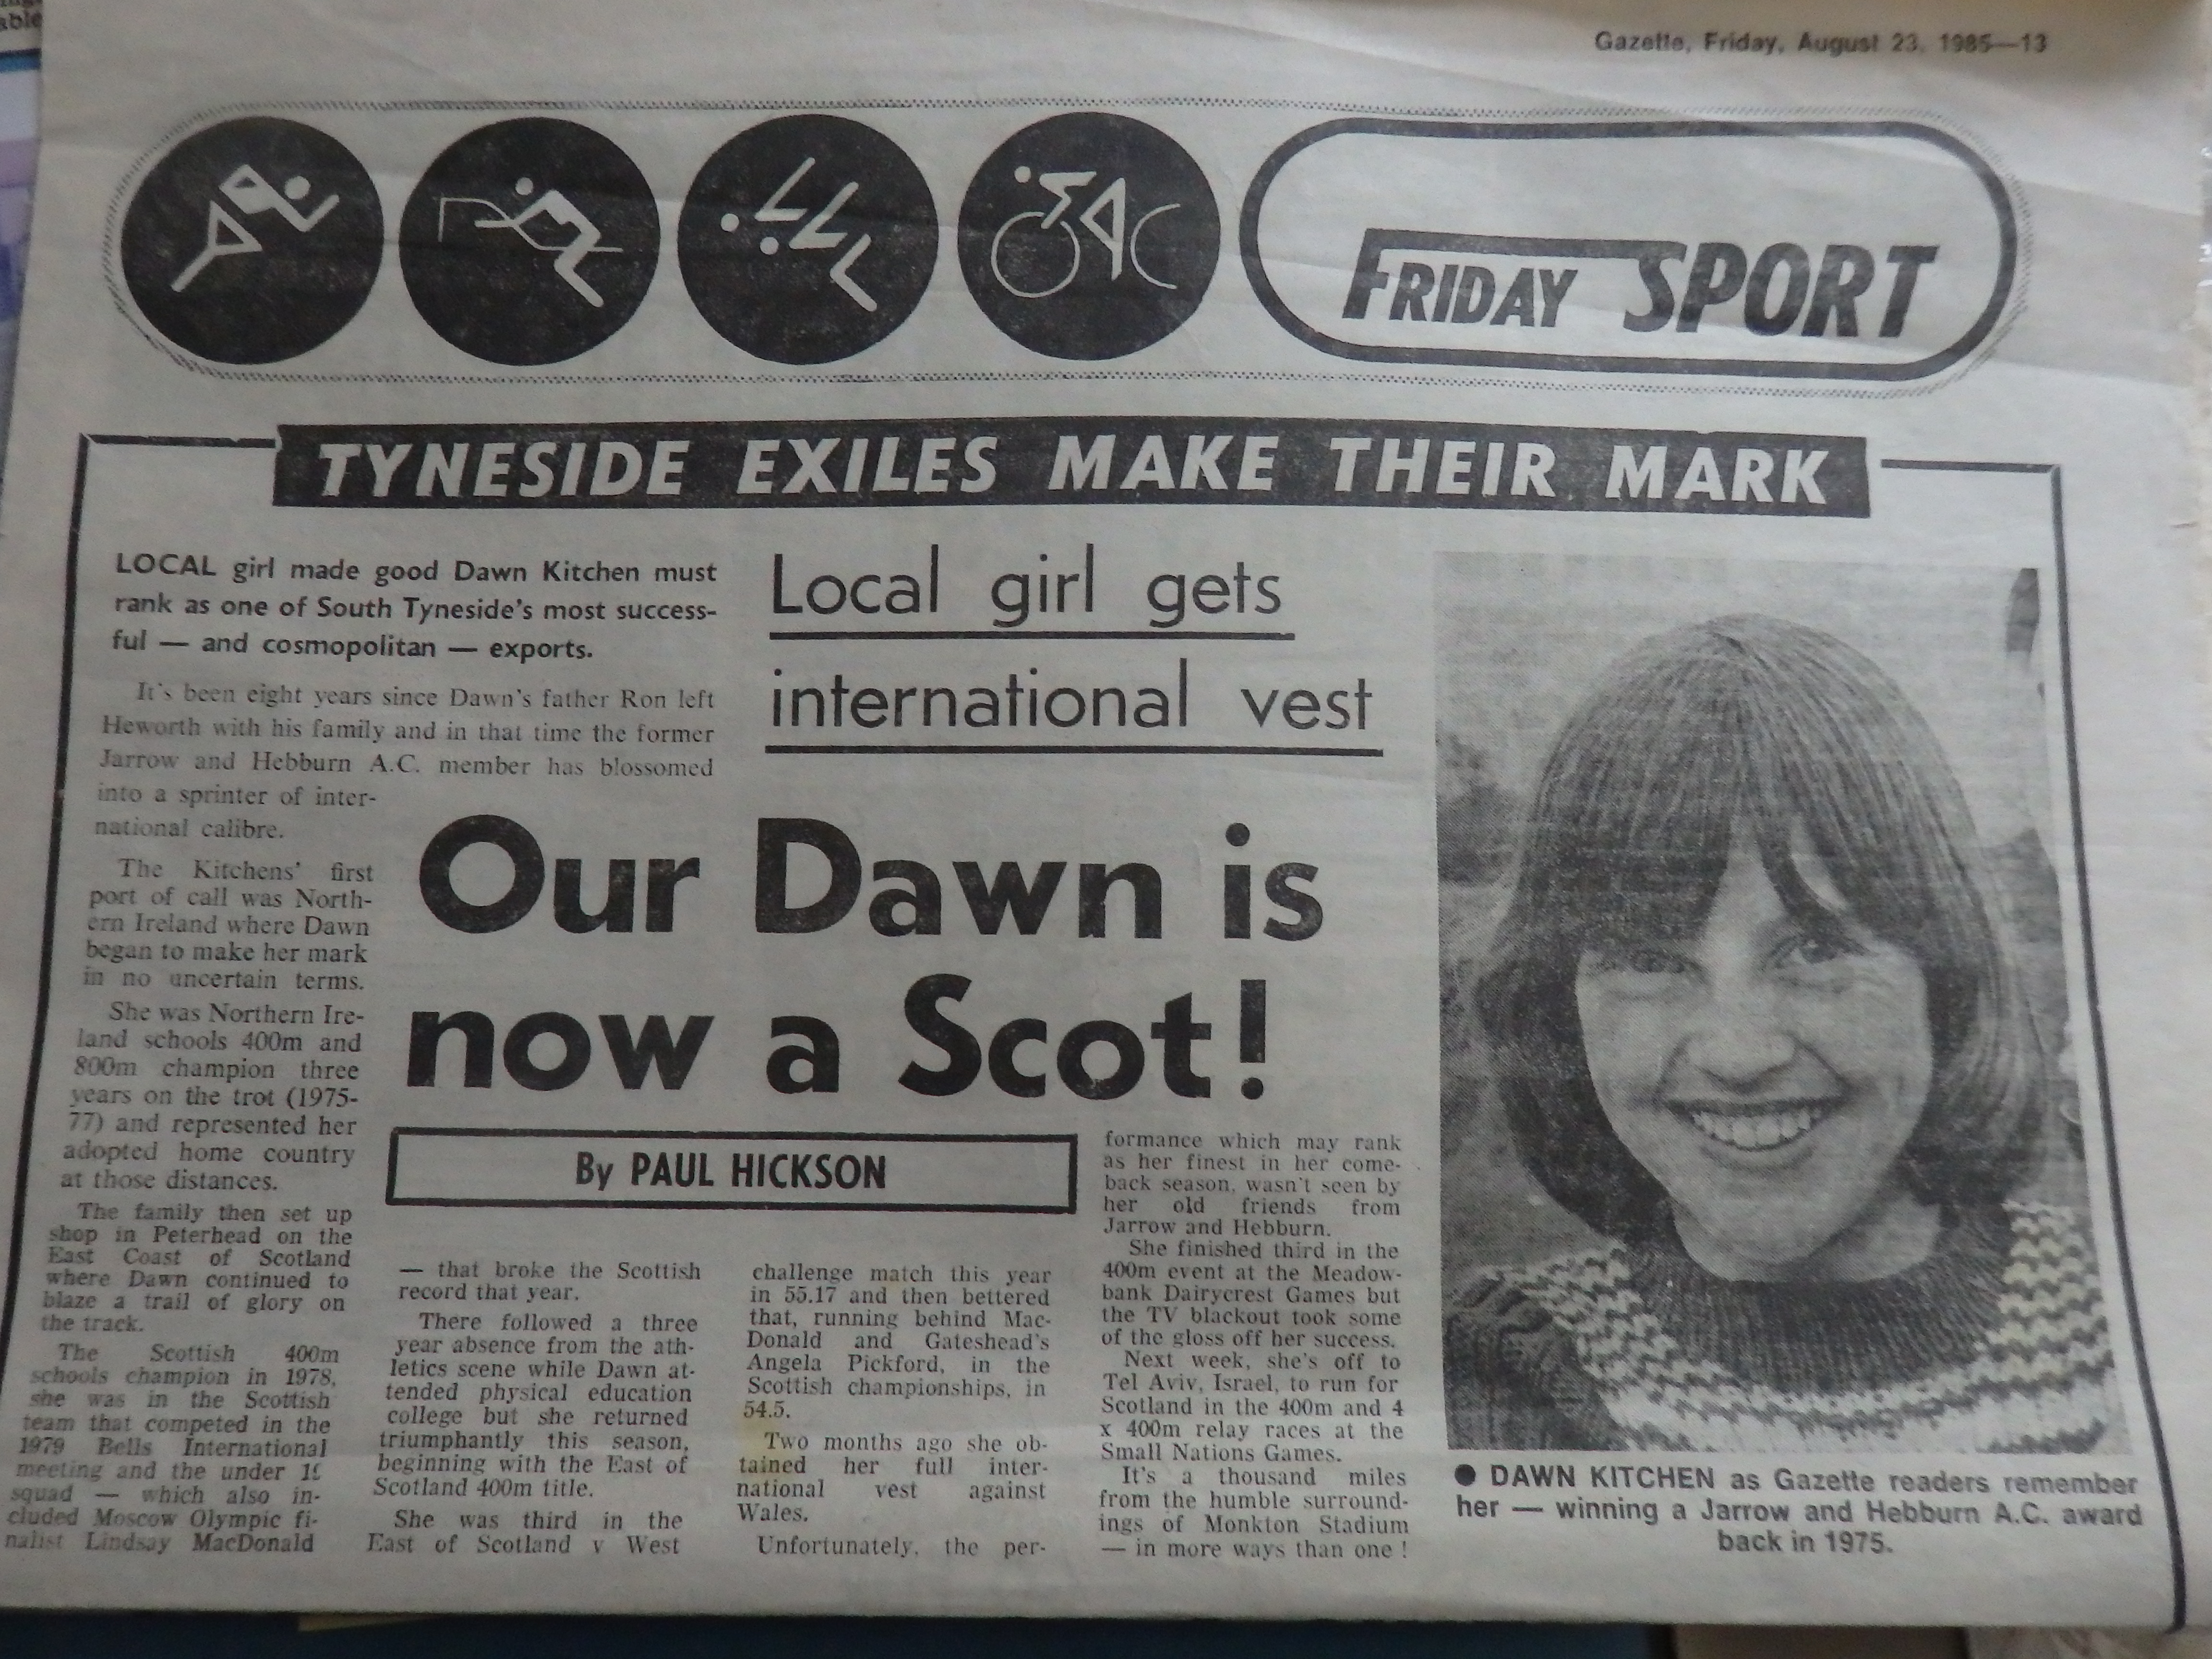 able
Gazette, Friday, August 23, 1985—13
FRIDAY SPORT
TYNESIDE EXILES MAKE THEIR MARK
LOCAL girl made good Dawn Kitchen must
rank as one of South Tyneside's most success-
ful — and cosmopolitan — exports.
It's been eight years since Dawn's father Ron left
Heworth with his family and in that time the former
Jarrow and Hebburn A.C. member has blossomed
into a sprinter of inter-
national calibre.
The Kitchens' first
port of call was North-
ern Ireland where Dawn
began to make her mark
in no uncertain terms.
She was Northern Ire-
land schools 400m and
800m champion three
years on the trot (1975-
77) and represented her
adopted home country
at those distances.
The family then set up
shop in Peterhead on the
East Coast of Scotland
where Dawn continued to
blaze a trail of glory on
the track.
The Scottish 400m
schools champion in 1978,
she was in the Scottish
team that competed in the
1979 Bells International
meeting and the under
squad — which also in-
cluded Moscow Olympic fi-
nalist Lindsay MacDonald
Local girl gets
international vest
Our Dawn is
now a Scot!
By PAUL HICKSON
— that broke the Scottish
record that year.
There followed a three
year absence from the ath-
letics scene while Dawn at-
tended physical education
college but she returned
triumphantly this season,
beginning with the East of
Scotland 400m title.
She was third in the
East of Scotland v West
challenge match this year
in 55.17 and then bettered
that, running behind Mac-
Donald and Gateshead's
Angela Pickford, in the
Scottish championships, in
54.5.
Two months ago she ob-
tained her full inter-
national vest against
Wales.
Unfortunately, the per-
formance which may rank
as her finest in her come-
back season, wasn't seen by
her old friends from
Jarrow and Hebburn.
She finished third in the
400m event at the Meadow-
bank Dairycrest Games but
the TV blackout took some
of the gloss off her success.
Next week, she's off to
Tel Aviv, Israel, to run for
Scotland in the 400m and 4
x 400m relay races at the
Small Nations Games.
It's a thousand miles
from the humble surround-
ings of Monkton Stadium
— in more ways than one !
● DAWN KITCHEN as Gazette readers remember
her — winning a Jarrow and Hebburn A.C. award
back in 1975.